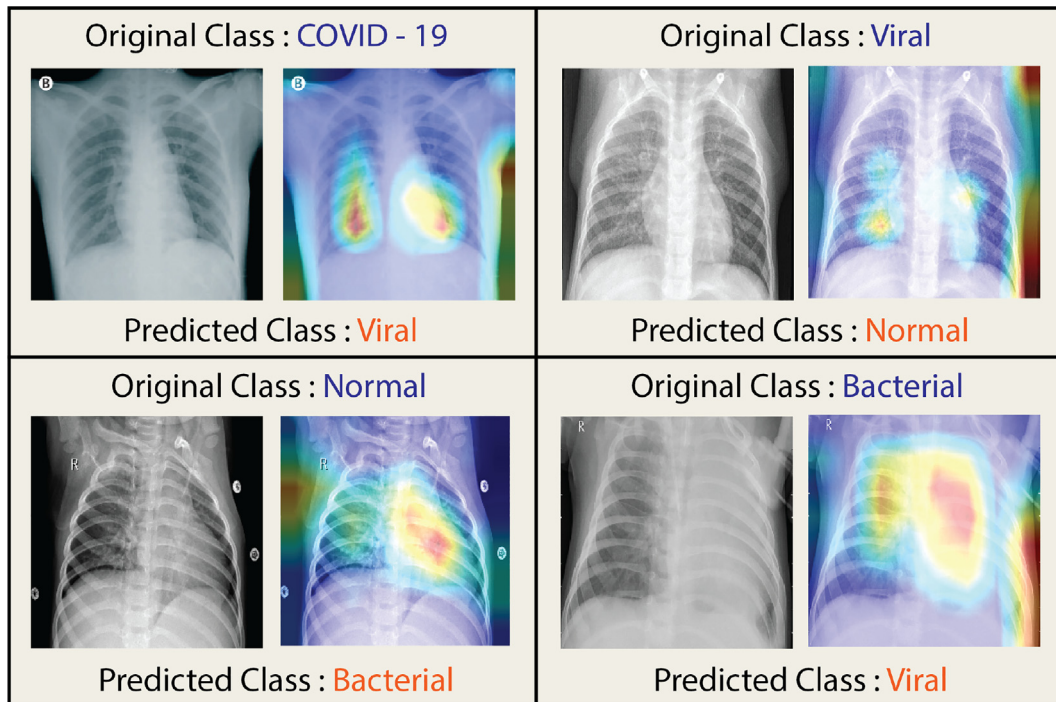 Original Class : COVID - 19
B
B
Predicted Class : Viral
Original Class : Viral
Predicted Class : Normal
Original Class : Normal
R
R
Predicted Class : Bacterial
Original Class : Bacterial
R
R
Predicted Class : Viral